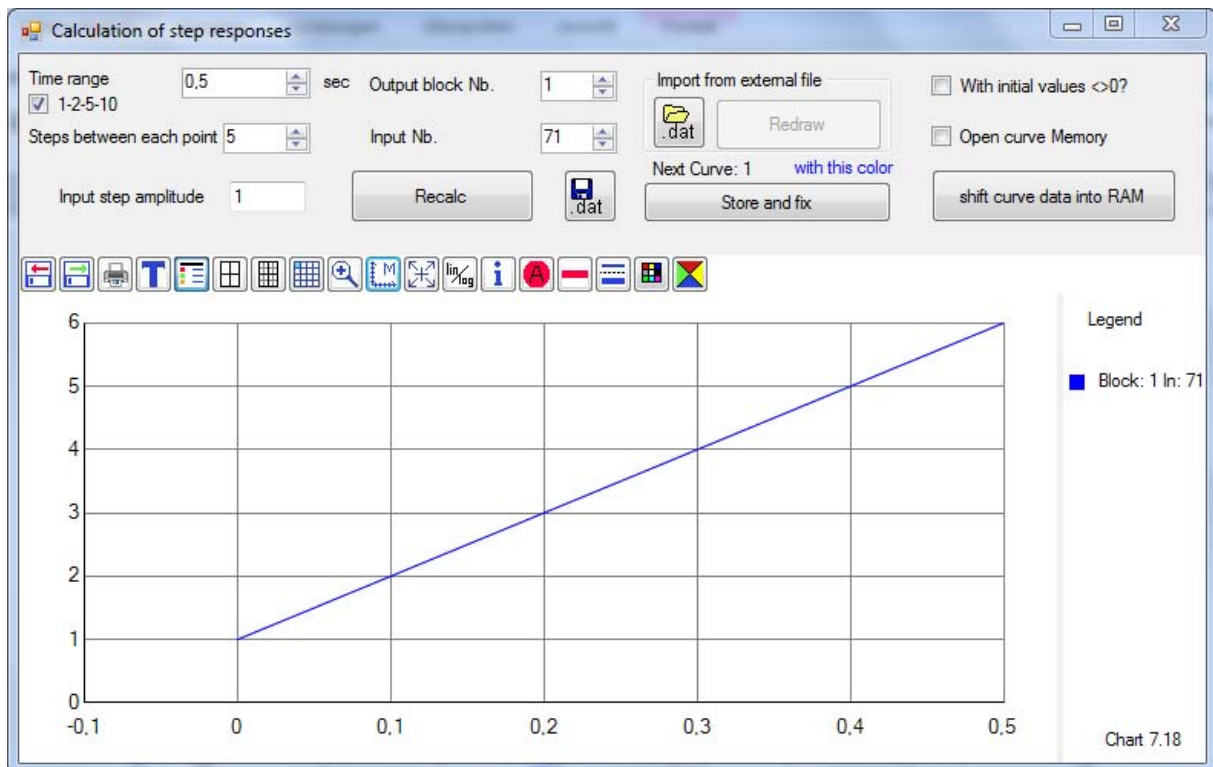 Calculation of step responses
Time range 0,5 sec Output block Nb. 1 Import from external file With initial values <>0?
1-2-5-10 .dat Redraw
Steps between each point 5 Input Nb. 71 Open curve Memory
Next Curve: 1 with this color
Input step amplitude 1 Recalc .dat Store and fix shift curve data into RAM
T M lin/log i A
6 Legend
5 Block: 1 In: 71
4
3
2
1
0
-0,1 0 0,1 0,2 0,3 0,4 0,5
Chart 7.18